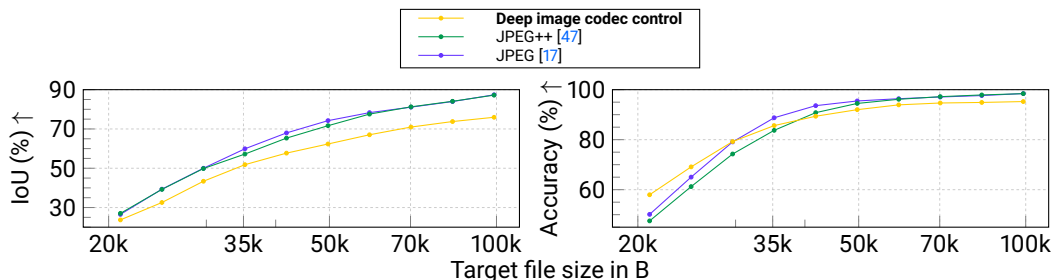 Deep image codec control
JPEG++ [47]
JPEG [17]
IoU (%) ↑
90
70
50
30
20k 35k 50k 70k 100k
Accuracy (%) ↑
100
80
60
20k 35k 50k 70k 100k
Target file size in B